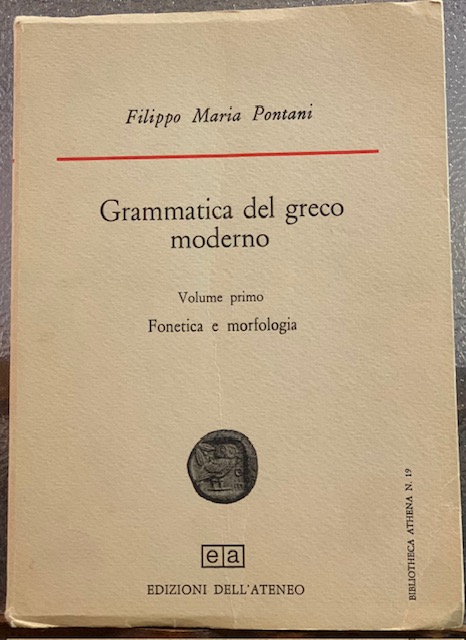 Filippo Maria Pontani
Grammatica del greco
moderno
Volume primo
Fonetica e morfologia
ea
EDIZIONI DELL'ATENEO
BIBLIOTHECA ATHENA N. 19